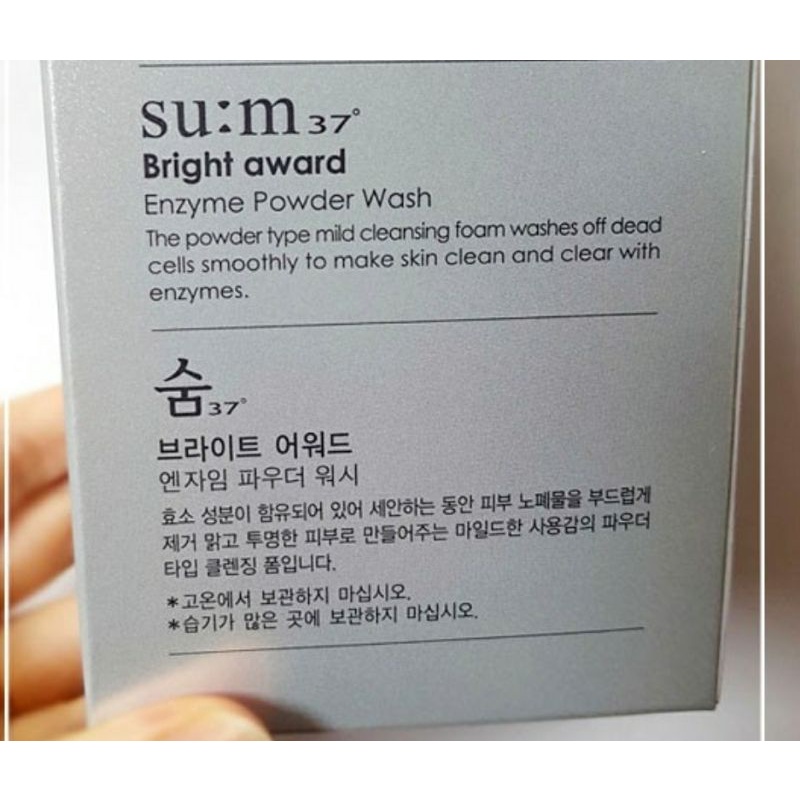 su:m 37°
Bright award
Enzyme Powder Wash
The powder type mild cleansing foam washes off dead
cells smoothly to make skin clean and clear with
enzymes.
숨 37°
브라이트 어워드
엔자임 파우더 워시
효소 성분이 함유되어 있어 세안하는 동안 피부 노폐물을 부드럽게
제거 맑고 투명한 피부로 만들어주는 마일드한 사용감의 파우더
타입 클렌징 폼입니다.
*고온에서 보관하지 마십시오.
*습기가 많은 곳에 보관하지 마십시오.